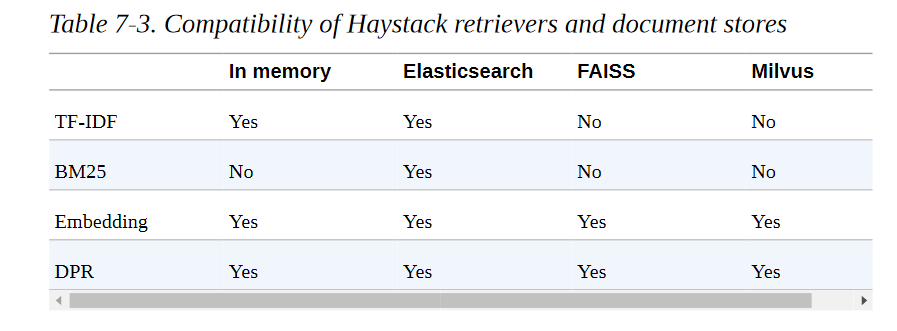 Table 7-3. Compatibility of Haystack retrievers and document stores
In memory Elasticsearch FAISS Milvus
TF-IDF Yes Yes No No
BM25 No Yes No No
Embedding Yes Yes Yes Yes
DPR Yes Yes Yes Yes